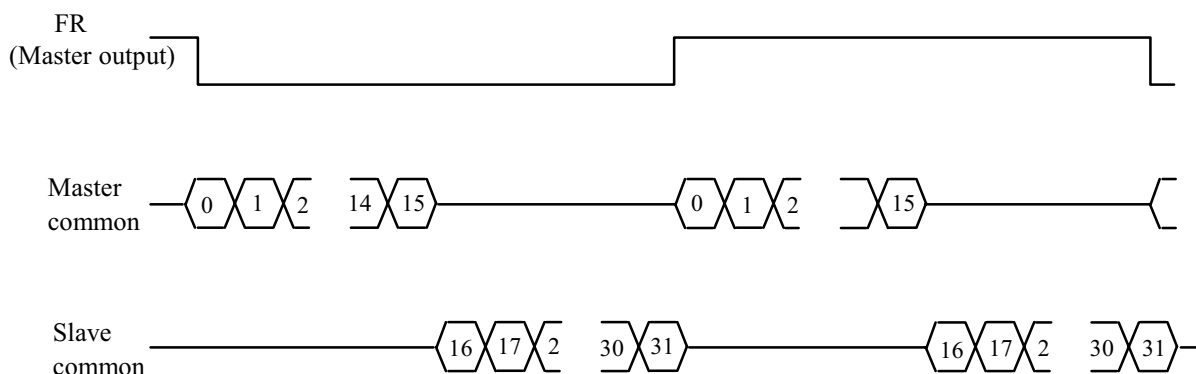 FR
(Master output)
Master
common
0 1 2 14 15 0 1 2 15
Slave
common
16 17 2 30 31 16 17 2 30 31